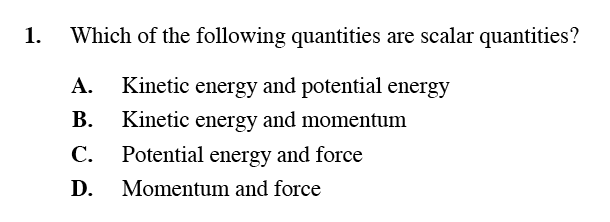 1. Which of the following quantities are scalar quantities?
A. Kinetic energy and potential energy
B. Kinetic energy and momentum
C. Potential energy and force
D. Momentum and force